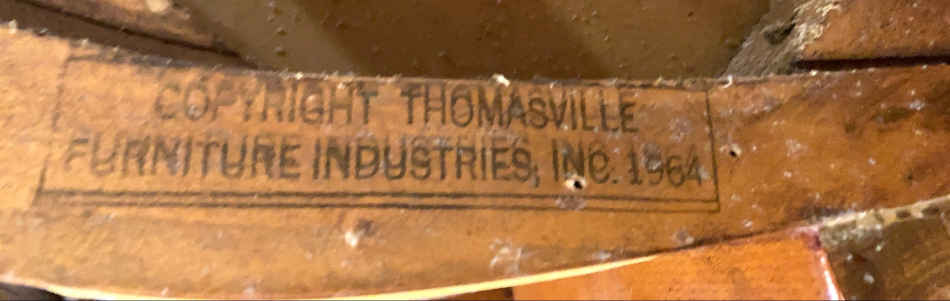 COPYRIGHT THOMASVILLE
FURNITURE INDUSTRIES, INC. 1964